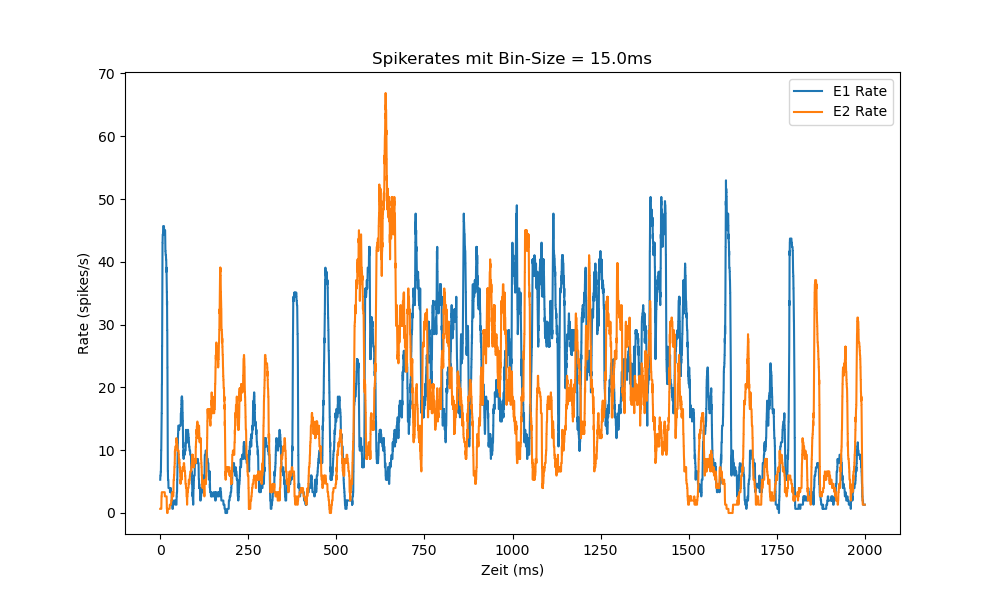 Spikerates mit Bin-Size = 15.0ms
70
60
50
40
30
20
10
0
Rate (spikes/s)
E1 Rate
E2 Rate
0 250 500 750 1000 1250 1500 1750 2000
Zeit (ms)